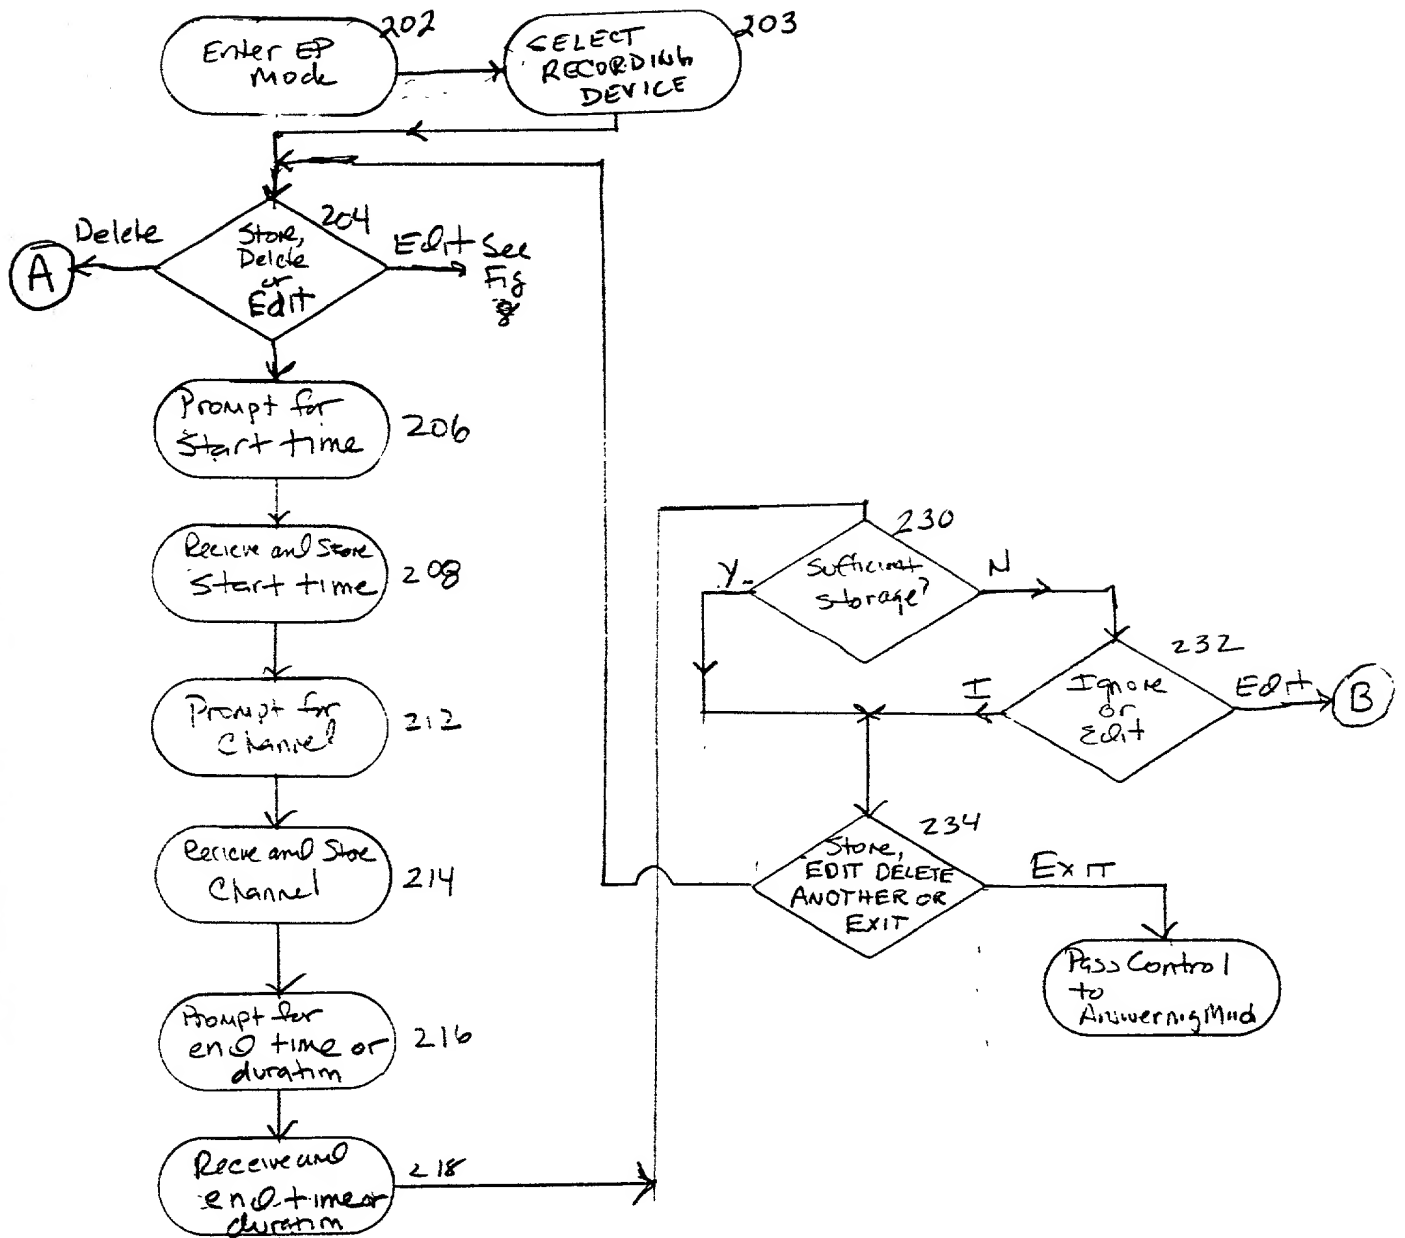 202
Enter EP
Mode
203
SELECT
RECORDING
DEVICE
204
Store,
Delete
or
Edit
Delete
A
Edit See
Fig
8
Prompt for
Start time
206
Recieve and Store
Start time
208
Prompt for
Channel
212
Recieve and Store
Channel
214
Prompt for
end time or
duration
216
Receive and
end time or
duration
218
230
Sufficient
storage?
Y
N
232
Ignore
or
Edit
I
Edit
B
234
Store,
EDIT DELETE
ANOTHER OR
EXIT
EXIT
Pass Control
to
Answering